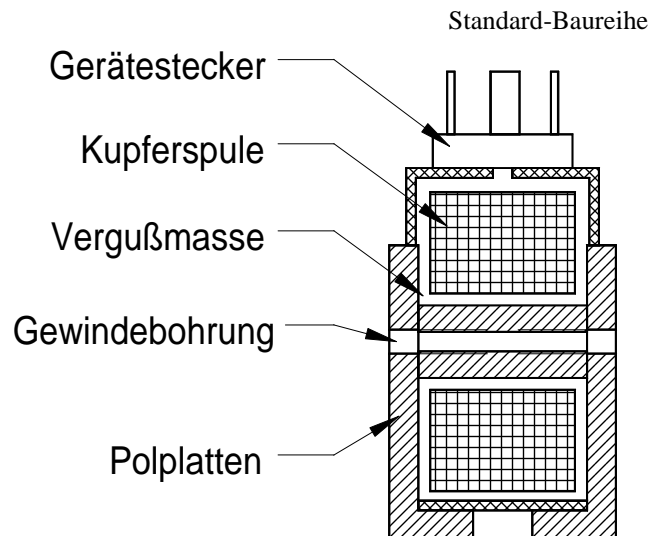 Standard-Baureihe
Gerätestecker
Kupferspule
Vergußmasse
Gewindebohrung
Polplatten